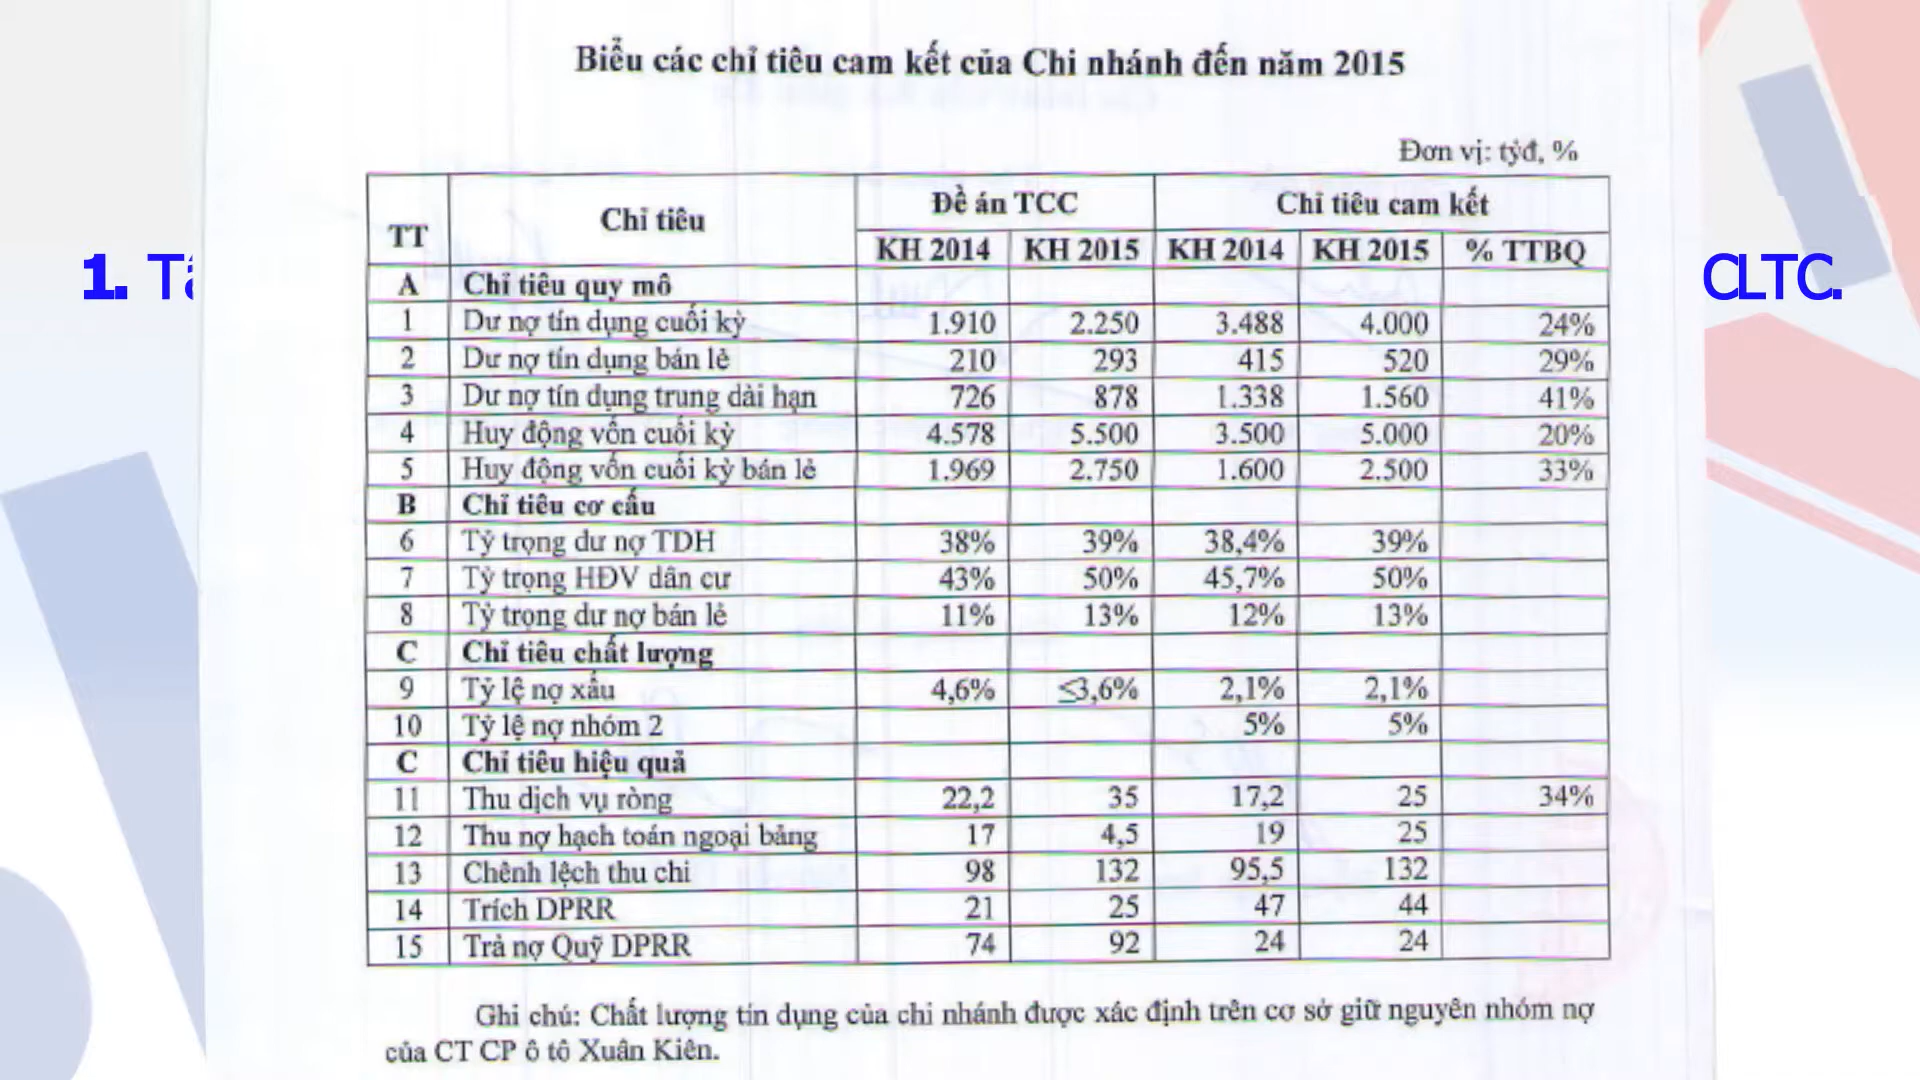 Biểu các chỉ tiêu cam kết của Chi nhánh đến năm 2015
Đơn vị: tỷđ, %
TT Chỉ tiêu Đề án TCC Chỉ tiêu cam kết
KH 2014 KH 2015 KH 2014 KH 2015 % TTBQ
1. CLTC.
A Chỉ tiêu quy mô
1 Dư nợ tín dụng cuối kỳ 1.910 2.250 3.488 4.000 24%
2 Dư nợ tín dụng bán lẻ 210 293 415 520 29%
3 Dư nợ tín dụng trung dài hạn 726 878 1.338 1.560 41%
4 Huy động vốn cuối kỳ 4.578 5.500 3.500 5.000 20%
5 Huy động vốn cuối kỳ bán lẻ 1.969 2.750 1.600 2.500 33%
B Chỉ tiêu cơ cấu
6 Tỷ trọng dư nợ TDH 38% 39% 38,4% 39%
7 Tỷ trọng HĐV dân cư 43% 50% 45,7% 50%
8 Tỷ trọng dư nợ bán lẻ 11% 13% 12% 13%
C Chỉ tiêu chất lượng
9 Tỷ lệ nợ xấu 4,6% ≤3,6% 2,1% 2,1%
10 Tỷ lệ nợ nhóm 2 5% 5%
C Chỉ tiêu hiệu quả
11 Thu dịch vụ ròng 22,2 35 17,2 25 34%
12 Thu nợ hạch toán ngoại bảng 17 4,5 19 25
13 Chênh lệch thu chi 98 132 95,5 132
14 Trích DPRR 21 25 47 44
15 Trả nợ Quỹ DPRR 74 92 24 24
Ghi chú: Chất lượng tín dụng của chi nhánh được xác định trên cơ sở giữ nguyên nhóm nợ
của CT CP ô tô Xuân Kiên.